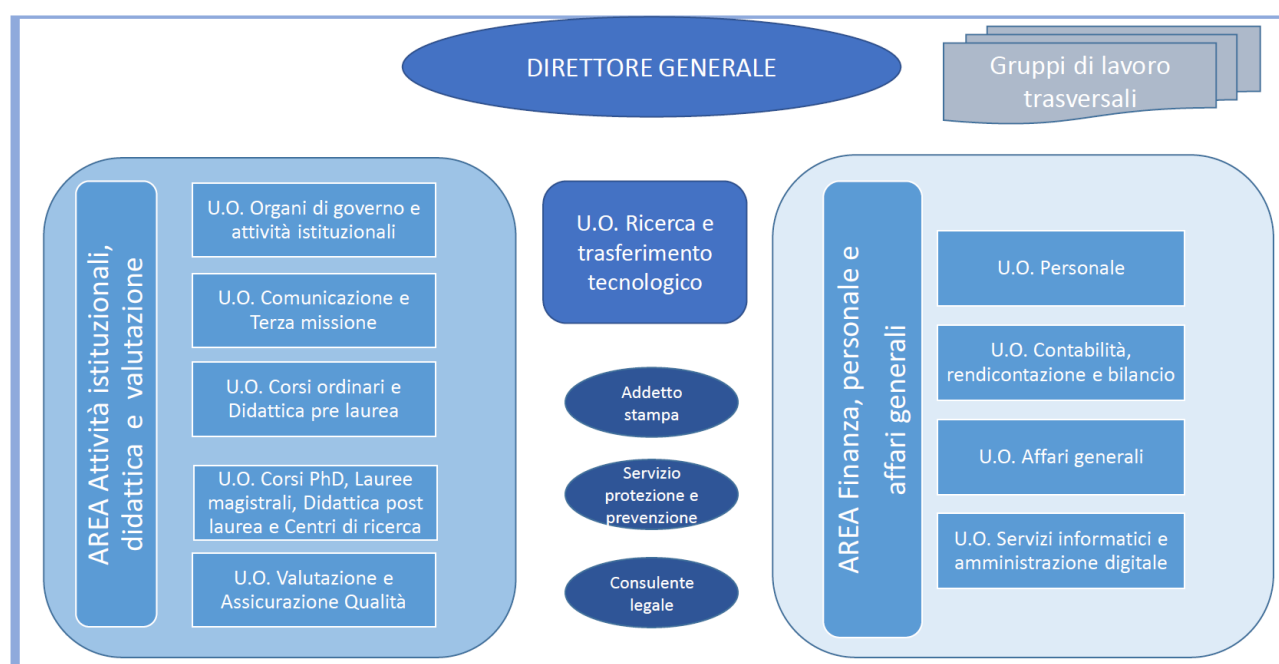 DIRETTORE GENERALE
Gruppi di lavoro
trasversali
AREA Attività istituzionali,
didattica e valutazione
U.O. Organi di governo e
attività istituzionali
U.O. Comunicazione e
Terza missione
U.O. Corsi ordinari e
Didattica pre laurea
U.O. Corsi PhD, Lauree
magistrali, Didattica post
laurea e Centri di ricerca
U.O. Valutazione e
Assicurazione Qualità
U.O. Ricerca e
trasferimento
tecnologico
Addetto
stampa
Servizio
protezione e
prevenzione
Consulente
legale
AREA Finanza, personale e
affari generali
U.O. Personale
U.O. Contabilità,
rendicontazione e bilancio
U.O. Affari generali
U.O. Servizi informatici e
amministrazione digitale